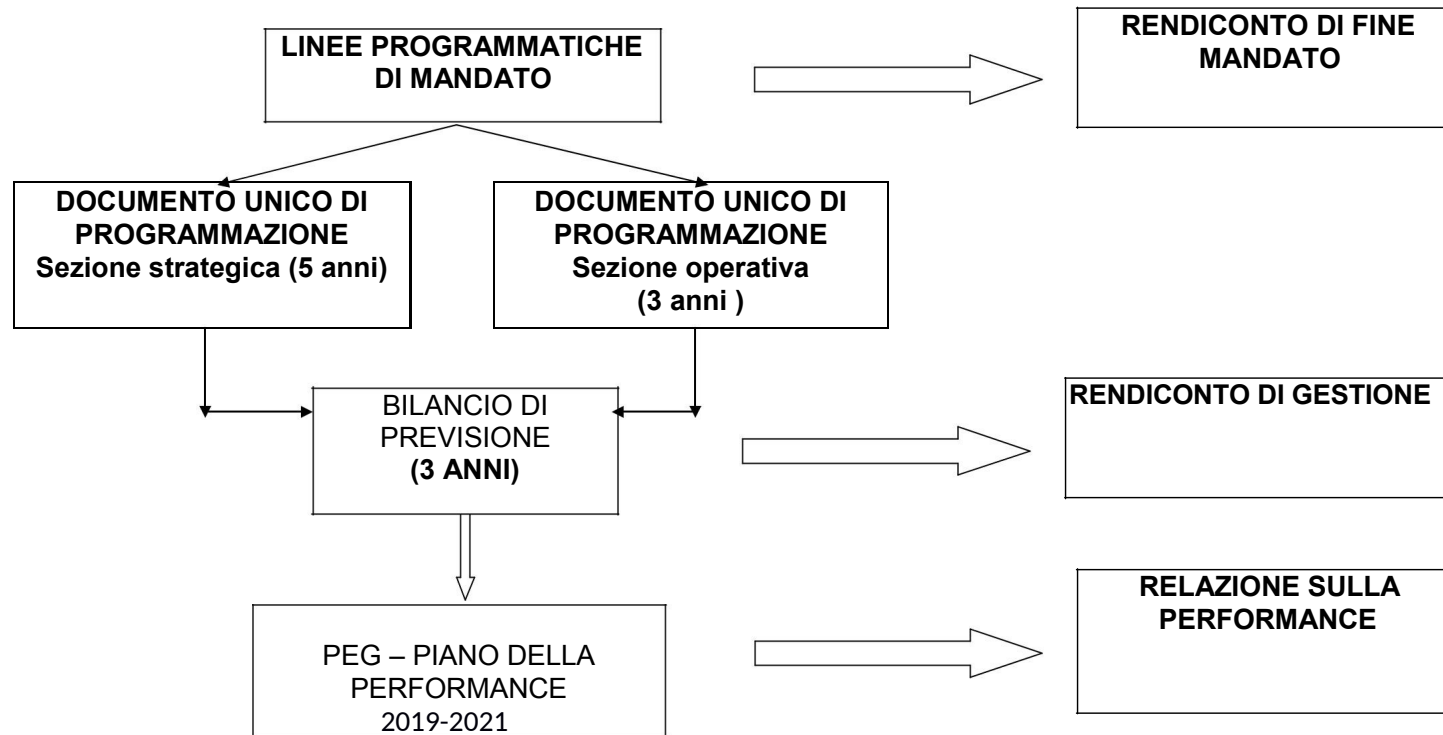 LINEE PROGRAMMATICHE
DI MANDATO
RENDICONTO DI FINE
MANDATO
DOCUMENTO UNICO DI
PROGRAMMAZIONE
Sezione strategica (5 anni)
DOCUMENTO UNICO DI
PROGRAMMAZIONE
Sezione operativa
(3 anni )
BILANCIO DI
PREVISIONE
(3 ANNI)
RENDICONTO DI GESTIONE
PEG – PIANO DELLA
PERFORMANCE
2019-2021
RELAZIONE SULLA
PERFORMANCE